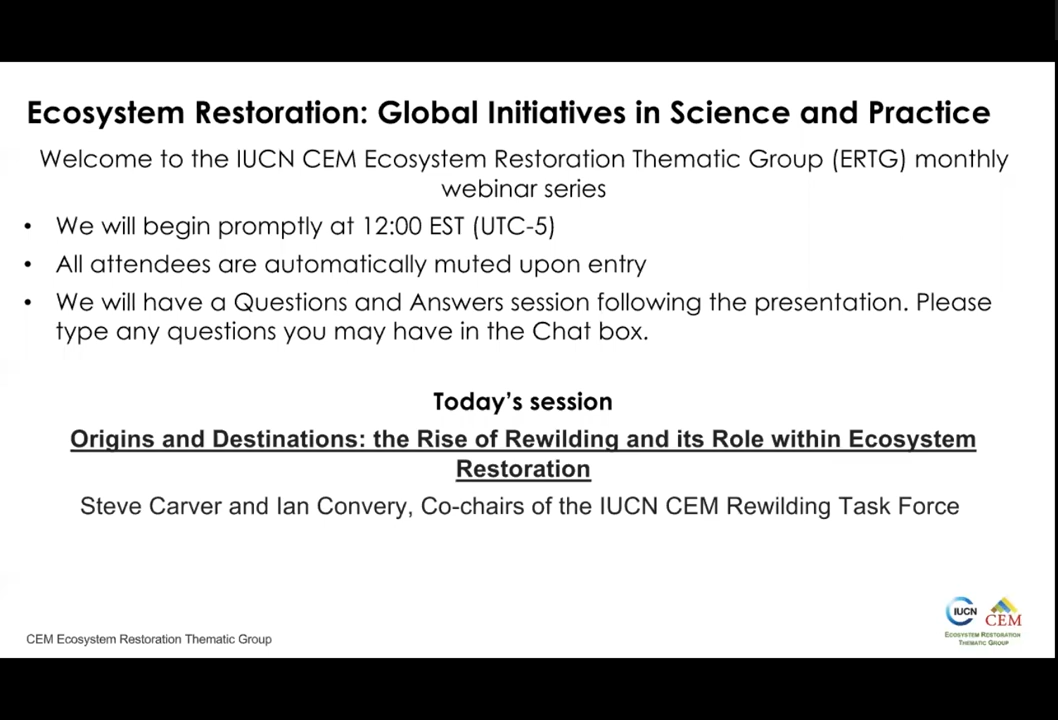 Ecosystem Restoration: Global Initiatives in Science and Practice
Welcome to the IUCN CEM Ecosystem Restoration Thematic Group (ERTG) monthly
webinar series
• We will begin promptly at 12:00 EST (UTC-5)
• All attendees are automatically muted upon entry
• We will have a Questions and Answers session following the presentation. Please
type any questions you may have in the Chat box.
Today's session
Origins and Destinations: the Rise of Rewilding and its Role within Ecosystem
Restoration
Steve Carver and Ian Convery, Co-chairs of the IUCN CEM Rewilding Task Force
IUCN CEM
Ecosystem Restoration
Thematic Group
CEM Ecosystem Restoration Thematic Group